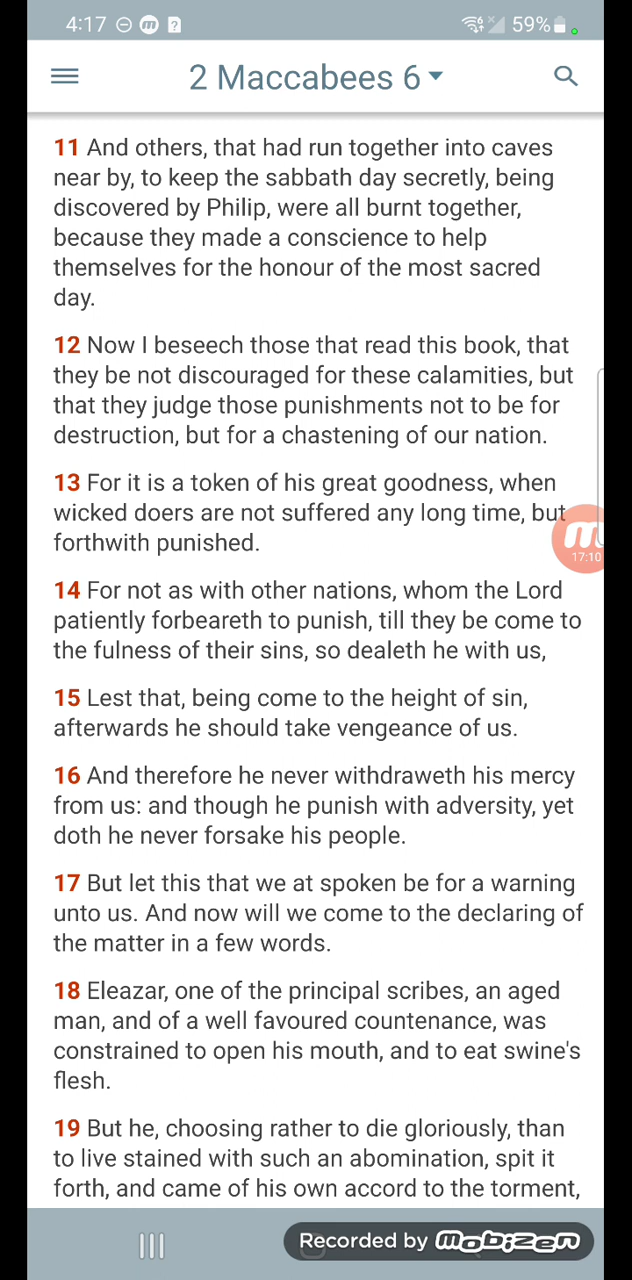 4:17 m ? 6 59%
2 Maccabees 6
11 And others, that had run together into caves
near by, to keep the sabbath day secretly, being
discovered by Philip, were all burnt together,
because they made a conscience to help
themselves for the honour of the most sacred
day.
12 Now I beseech those that read this book, that
they be not discouraged for these calamities, but
that they judge those punishments not to be for
destruction, but for a chastening of our nation.
13 For it is a token of his great goodness, when
wicked doers are not suffered any long time, but
forthwith punished.
m
17:10
14 For not as with other nations, whom the Lord
patiently forbeareth to punish, till they be come to
the fulness of their sins, so dealeth he with us,
15 Lest that, being come to the height of sin,
afterwards he should take vengeance of us.
16 And therefore he never withdraweth his mercy
from us: and though he punish with adversity, yet
doth he never forsake his people.
17 But let this that we at spoken be for a warning
unto us. And now will we come to the declaring of
the matter in a few words.
18 Eleazar, one of the principal scribes, an aged
man, and of a well favoured countenance, was
constrained to open his mouth, and to eat swine's
flesh.
19 But he, choosing rather to die gloriously, than
to live stained with such an abomination, spit it
forth, and came of his own accord to the torment,
Recorded by mobizen